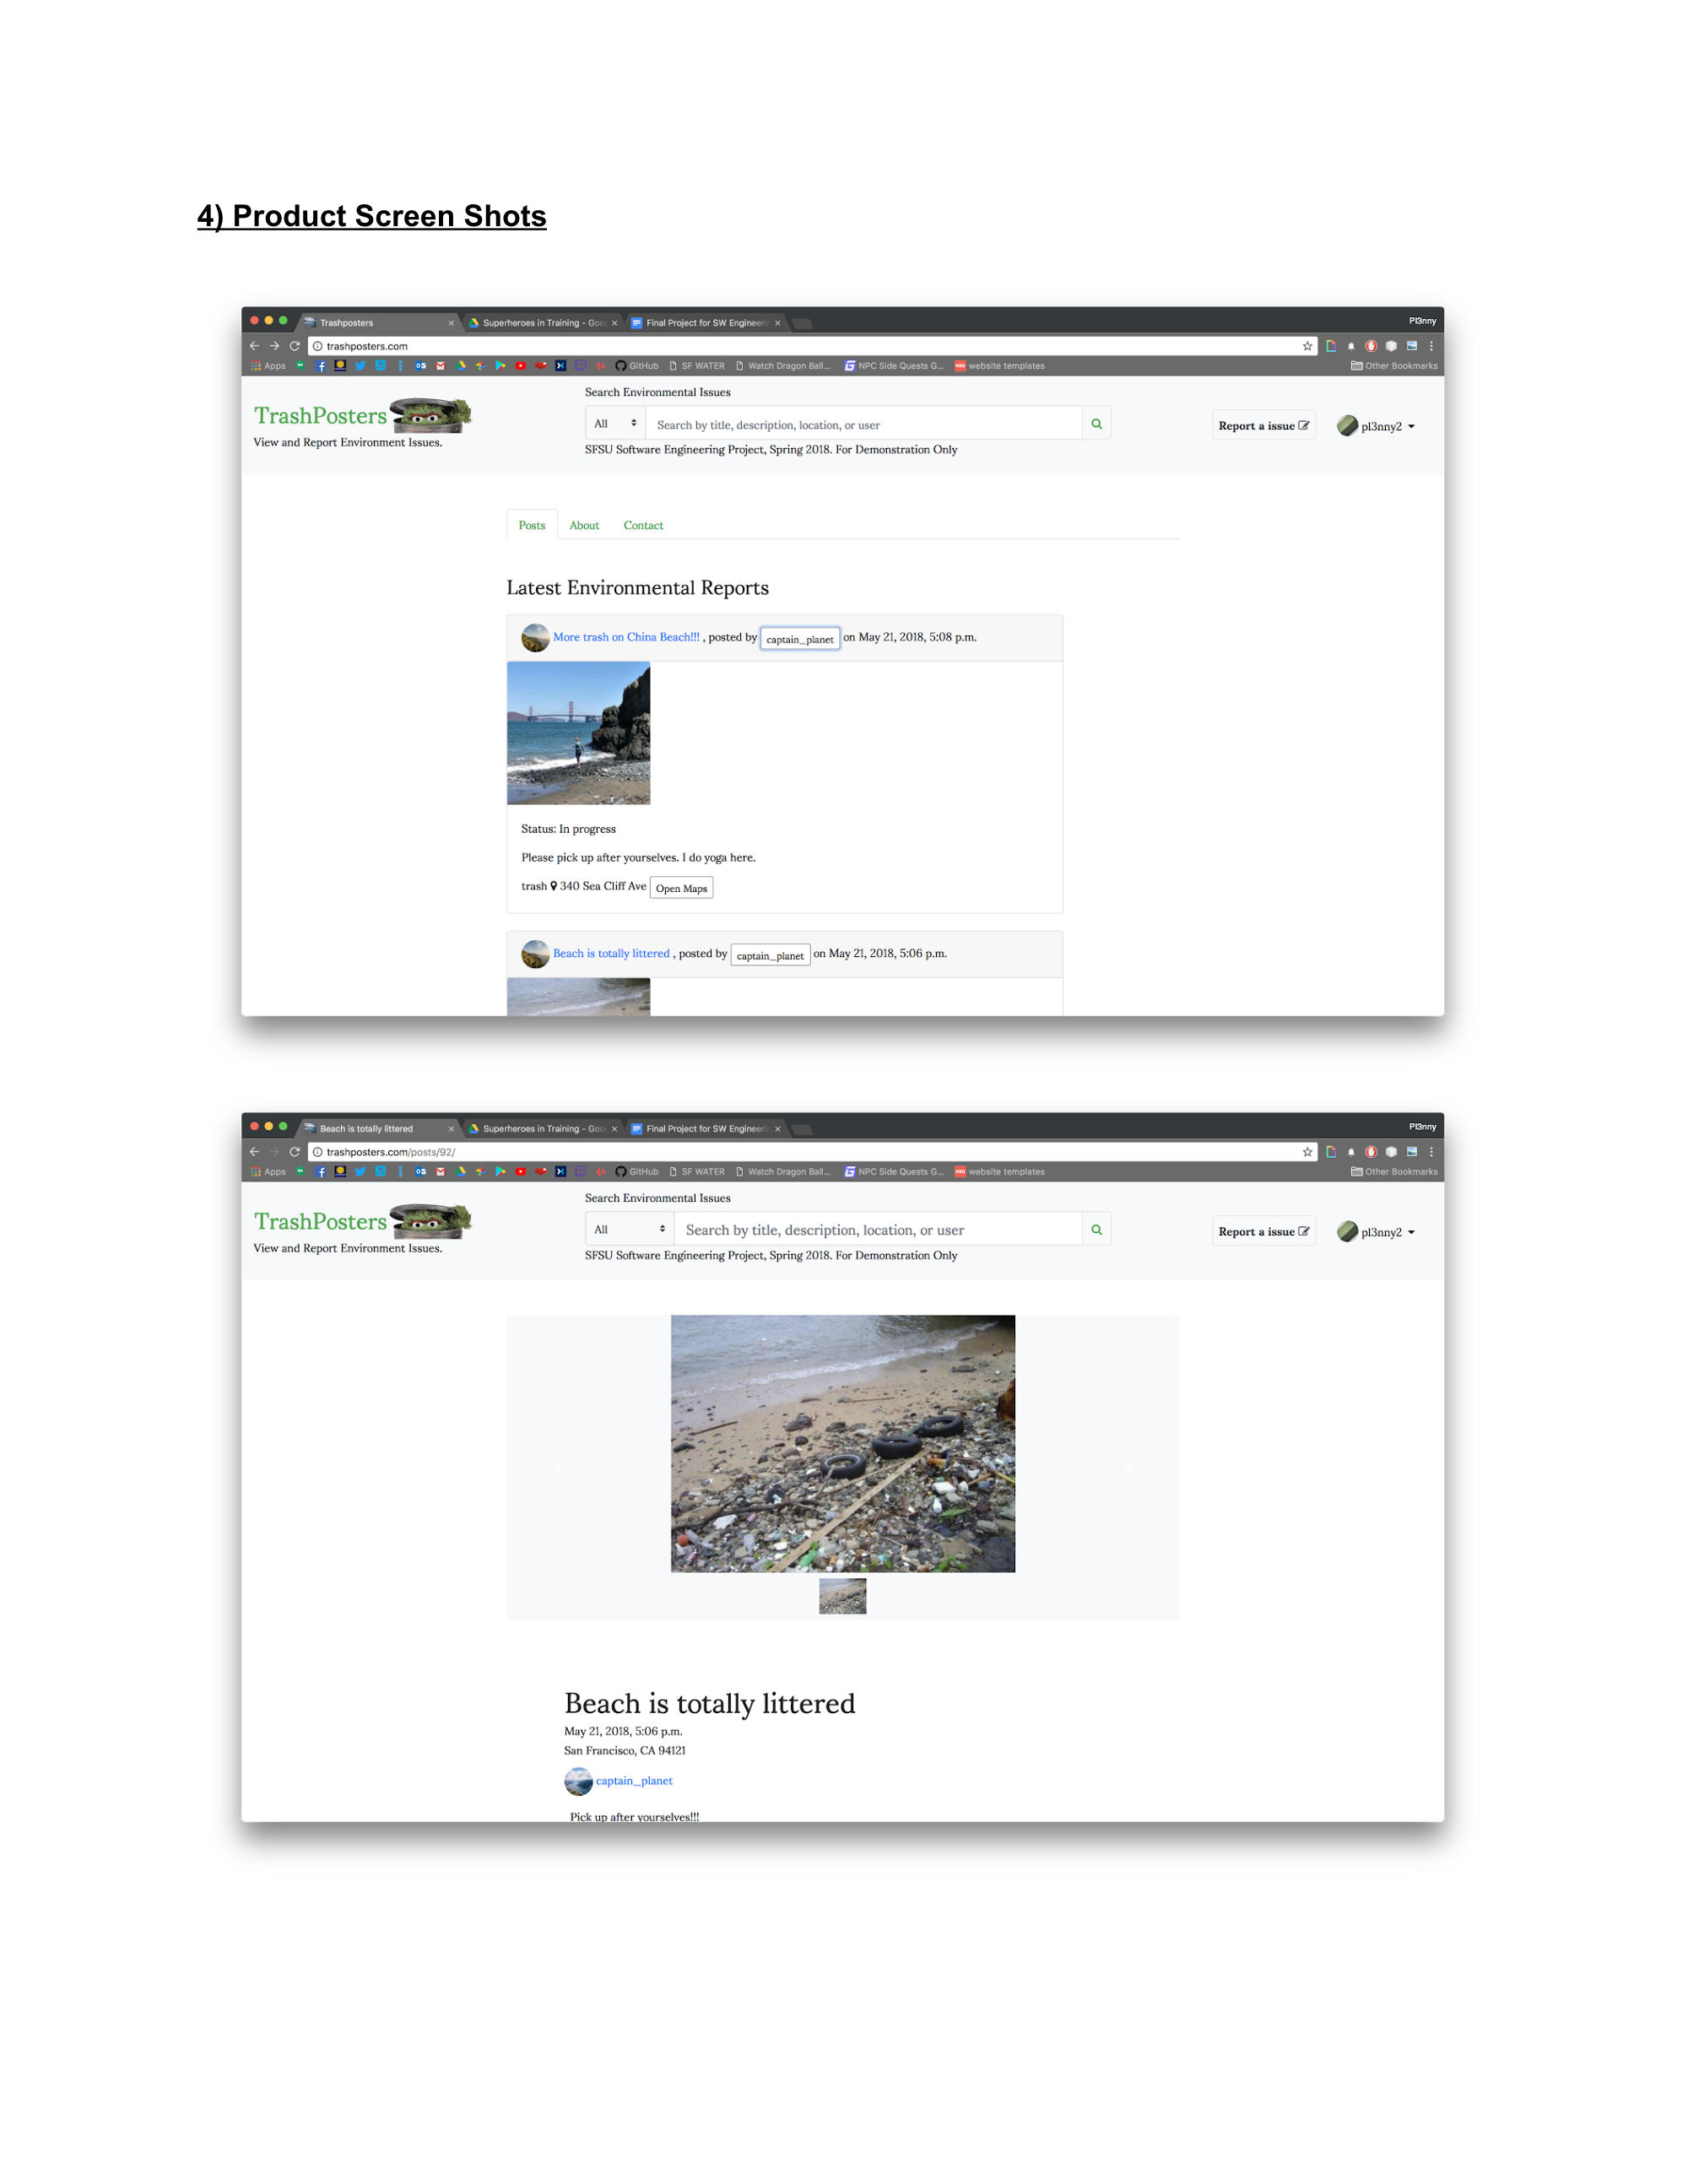 4) Product Screen Shots
Trashposters
Superheroes in Training - Goo
Final Project for SW Engineerin
Pl3nny
trashposters.com
Apps
GitHub
SF WATER
Watch Dragon Ball...
NPC Side Quests G...
website templates
Other Bookmarks
Search Environmental Issues
TrashPosters
All
Search by title, description, location, or user
Report a issue
pl3nny2
View and Report Environment Issues.
SFSU Software Engineering Project, Spring 2018. For Demonstration Only
Posts About Contact
Latest Environmental Reports
More trash on China Beach!!! , posted by captain_planet on May 21, 2018, 5:08 p.m.
Status: In progress
Please pick up after yourselves. I do yoga here.
trash 340 Sea Cliff Ave Open Maps
Beach is totally littered , posted by captain_planet on May 21, 2018, 5:06 p.m.
Beach is totally littered
Superheroes in Training - Goo
Final Project for SW Engineerin
Pl3nny
trashposters.com/posts/92/
Apps
GitHub
SF WATER
Watch Dragon Ball...
NPC Side Quests G...
website templates
Other Bookmarks
Search Environmental Issues
TrashPosters
All
Search by title, description, location, or user
Report a issue
pl3nny2
View and Report Environment Issues.
SFSU Software Engineering Project, Spring 2018. For Demonstration Only
Beach is totally littered
May 21, 2018, 5:06 p.m.
San Francisco, CA 94121
captain_planet
Pick up after yourselves!!!